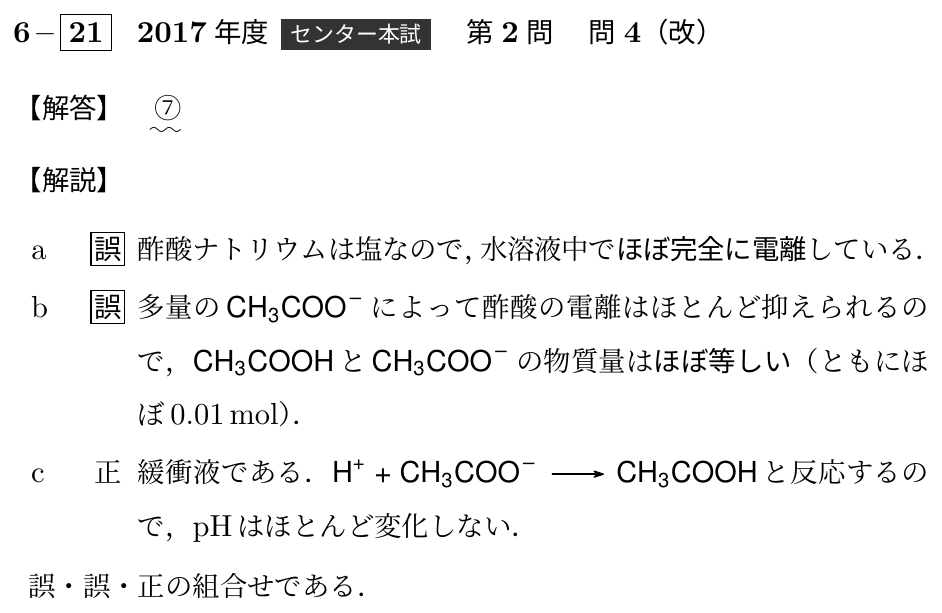 6－21 2017 年度 センター本試 第 2 問 問 4（改）
【解答】 ⑦
【解説】
a 誤 酢酸ナトリウムは塩なので，水溶液中でほぼ完全に電離している．
b 誤 多量の CH₃COO⁻ によって酢酸の電離はほとんど抑えられるの
で，CH₃COOH と CH₃COO⁻ の物質量はほぼ等しい（ともにほ
ぼ 0.01 mol）．
c 正 緩衝液である．H⁺ + CH₃COO⁻ ⟶ CH₃COOH と反応するの
で，pH はほとんど変化しない．
誤・誤・正の組合せである．